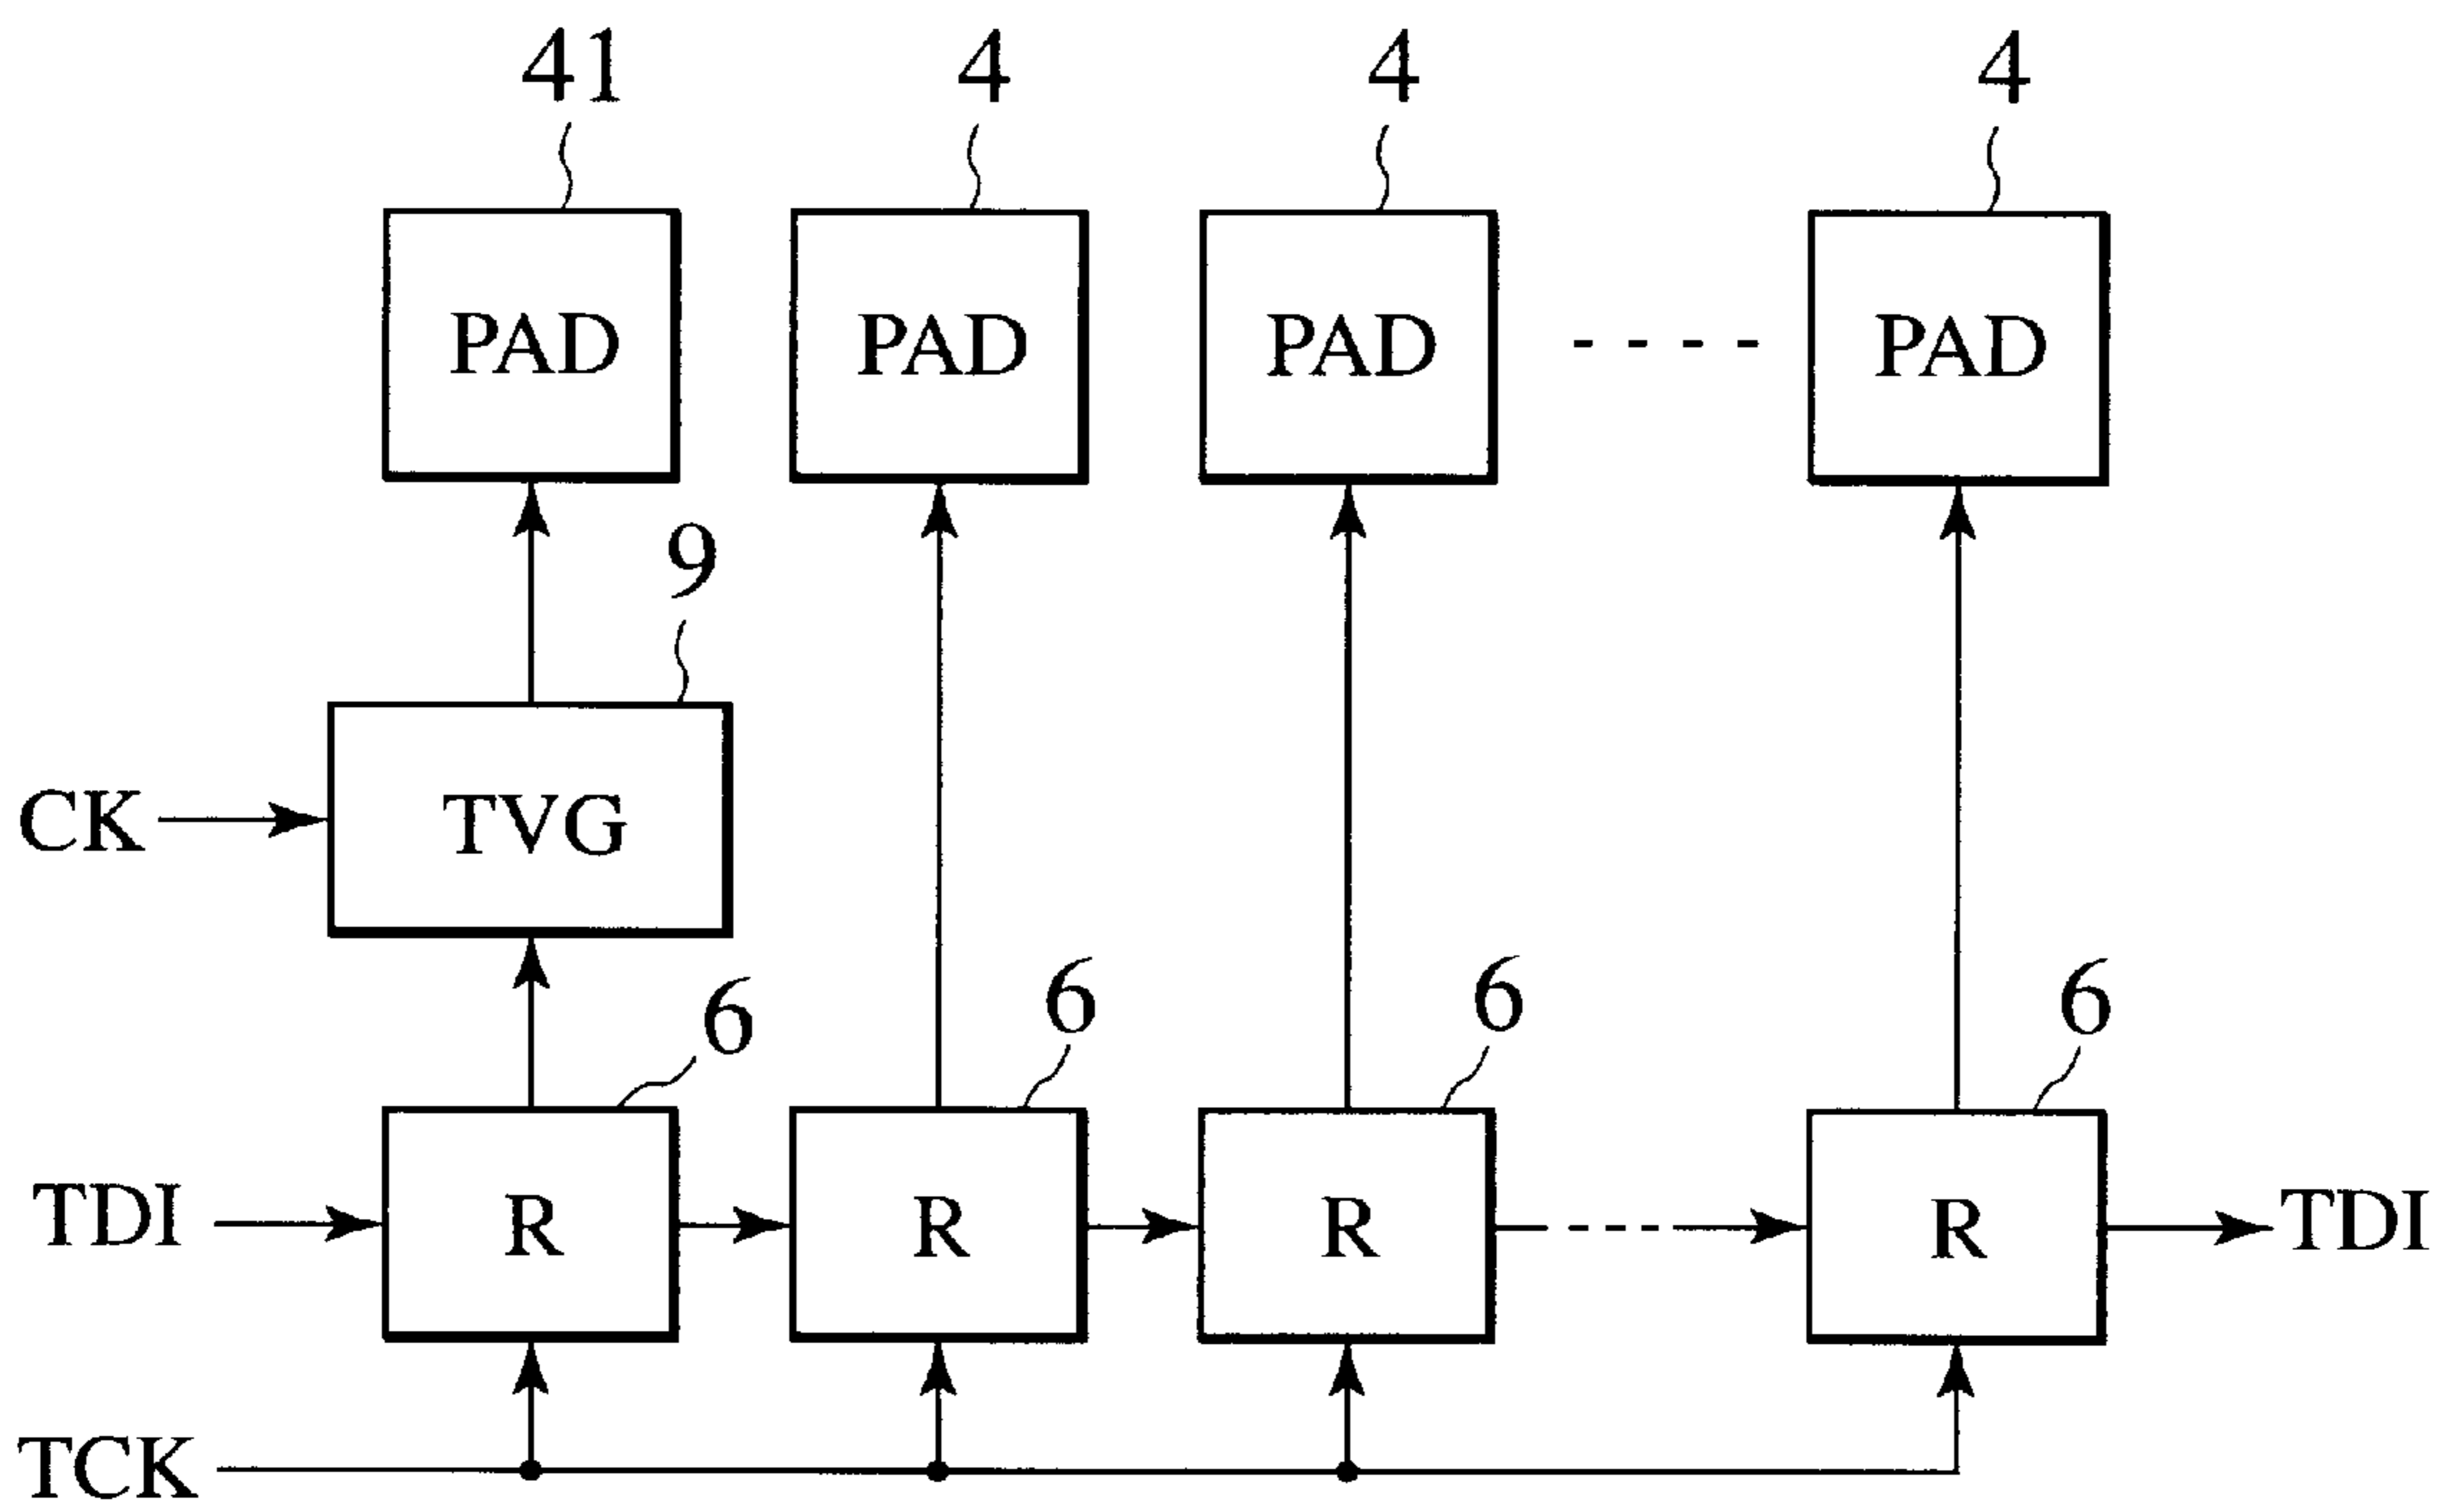 41 4 4 4
PAD PAD PAD PAD
9
CK TVG
6 6 6 6
TDI R R R R TDI
TCK